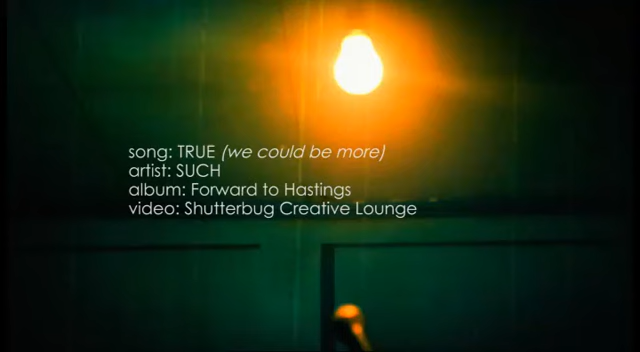 song: TRUE (we could be more)
artist: SUCH
album: Forward to Hastings
video: Shutterbug Creative Lounge